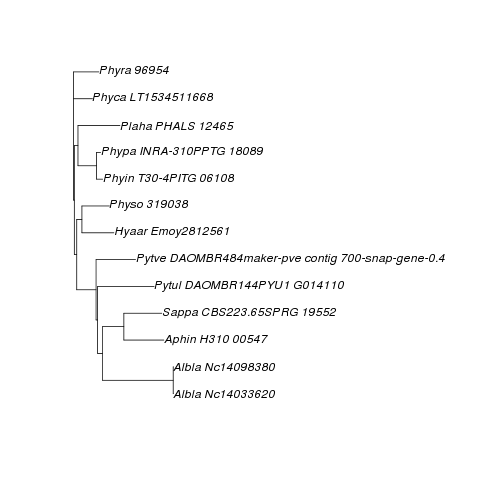 Phyra 96954
Phyca LT1534511668
Plaha PHALS 12465
Phypa INRA-310PPTG 18089
Phyin T30-4PITG 06108
Physo 319038
Hyaar Emoy2812561
Pytve DAOMBR484maker-pve contig 700-snap-gene-0.4
Pytul DAOMBR144PYU1 G014110
Sappa CBS223.65SPRG 19552
Aphin H310 00547
Albla Nc14098380
Albla Nc14033620